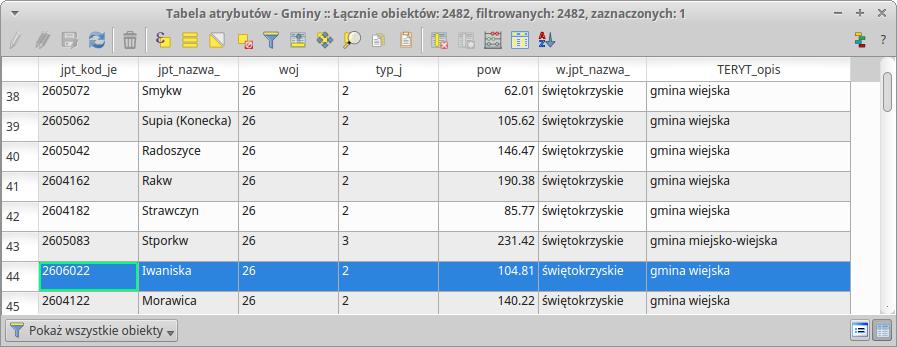 Tabela atrybutów - Gminy :: Łącznie obiektów: 2482, filtrowanych: 2482, zaznaczonych: 1
jpt_kod_je jpt_nazwa_ woj typ_j pow w.jpt_nazwa_ TERYT_opis
38 2605072 Smykw 26 2 62.01 świętokrzyskie gmina wiejska
39 2605062 Supia (Konecka) 26 2 105.62 świętokrzyskie gmina wiejska
40 2605042 Radoszyce 26 2 146.47 świętokrzyskie gmina wiejska
41 2604162 Rakw 26 2 190.38 świętokrzyskie gmina wiejska
42 2604182 Strawczyn 26 2 85.77 świętokrzyskie gmina wiejska
43 2605083 Stporkw 26 3 231.42 świętokrzyskie gmina miejsko-wiejska
44 2606022 Iwaniska 26 2 104.81 świętokrzyskie gmina wiejska
45 2604122 Morawica 26 2 140.22 świętokrzyskie gmina wiejska
Pokaż wszystkie obiekty